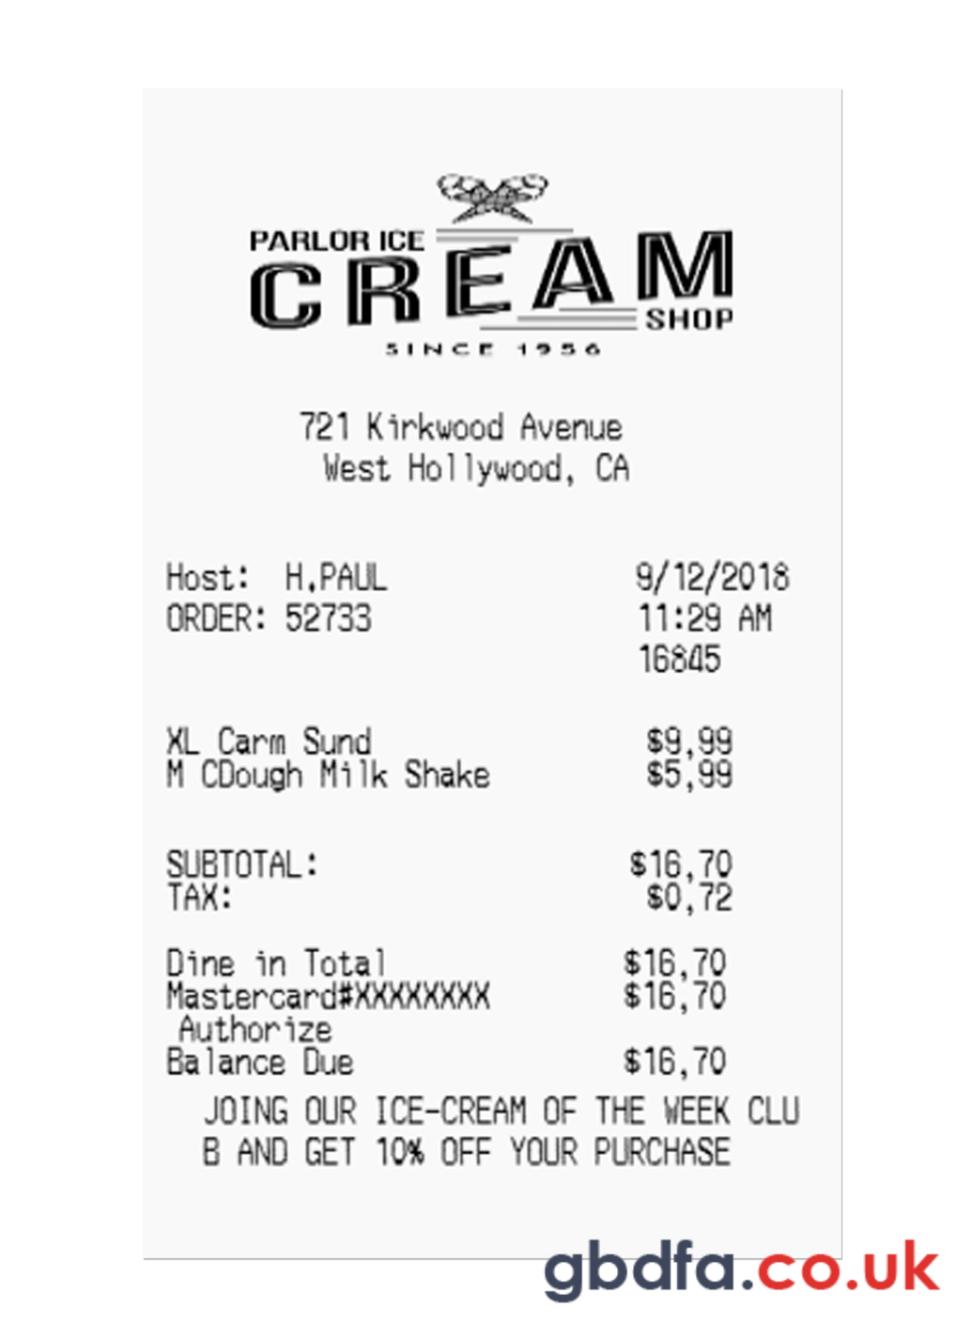 PARLOR ICE
CREAM
SHOP
SINCE 1956
721 Kirkwood Avenue
West Hollywood, CA
Host: H.PAUL 9/12/2018
ORDER: 52733 11:29 AM
16845
XL Carm Sund $9,99
M CDough Milk Shake $5,99
SUBTOTAL: $16,70
TAX: $0,72
Dine in Total $16,70
Mastercard#XXXXXXXX $16,70
Authorize
Balance Due $16,70
JOING OUR ICE-CREAM OF THE WEEK CLU
B AND GET 10% OFF YOUR PURCHASE
gbdfa.co.uk